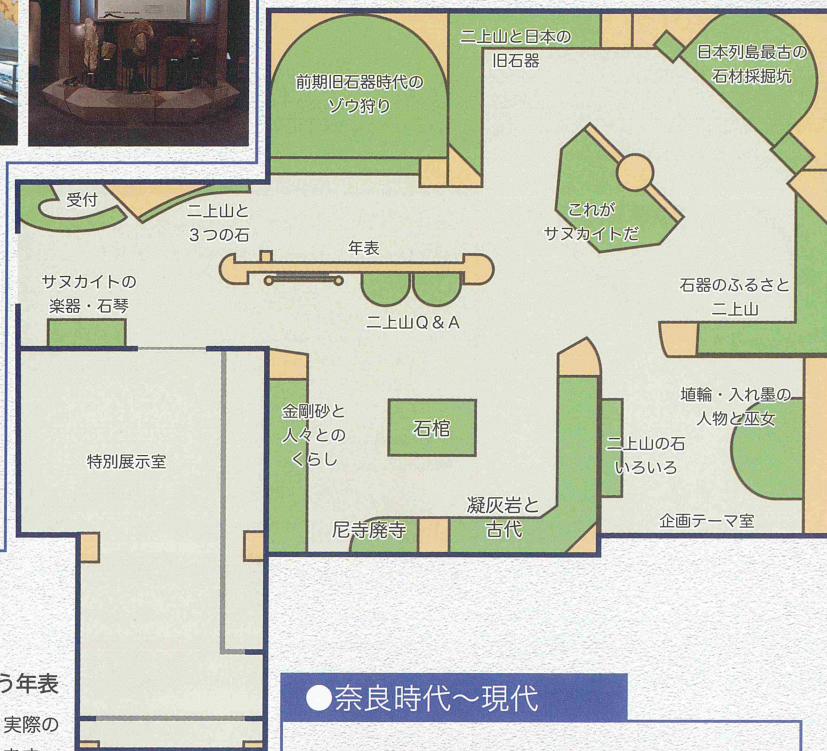 二上山と日本の
旧石器
日本列島最古の
石材採掘坑
前期旧石器時代の
ゾウ狩り
受付
二上山と
3つの石
これが
サヌカイトだ
年表
サヌカイトの
楽器・石琴
二上山Q&A
石器のふるさと
二上山
金剛砂と
人々との
くらし
石棺
埴輪・入れ墨の
人物と巫女
二上山の石
いろいろ
特別展示室
尼寺廃寺
凝灰岩と
古代
企画テーマ室
う年表
実際の
●奈良時代~現代